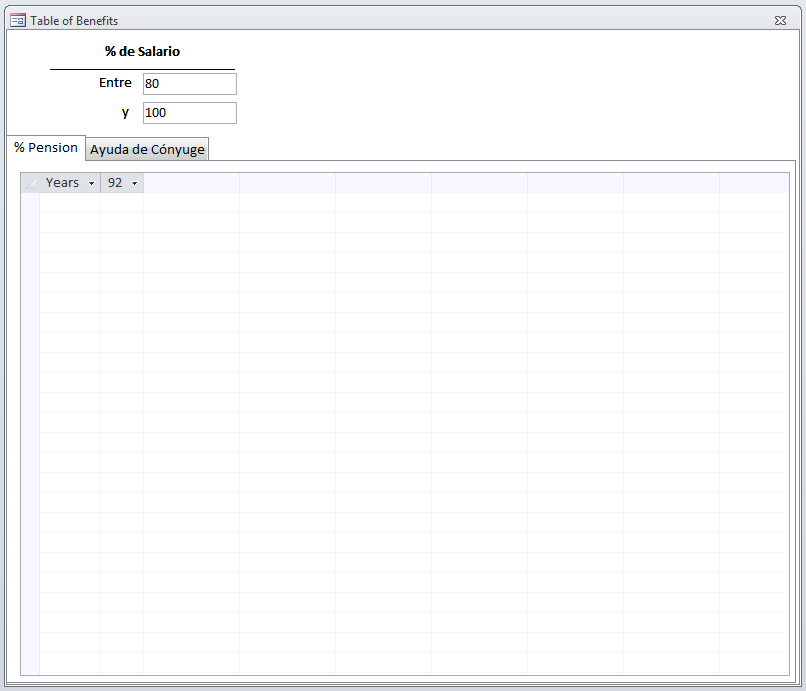 Table of Benefits
% de Salario
Entre 80
y 100
% Pension Ayuda de Cónyuge
Years 92